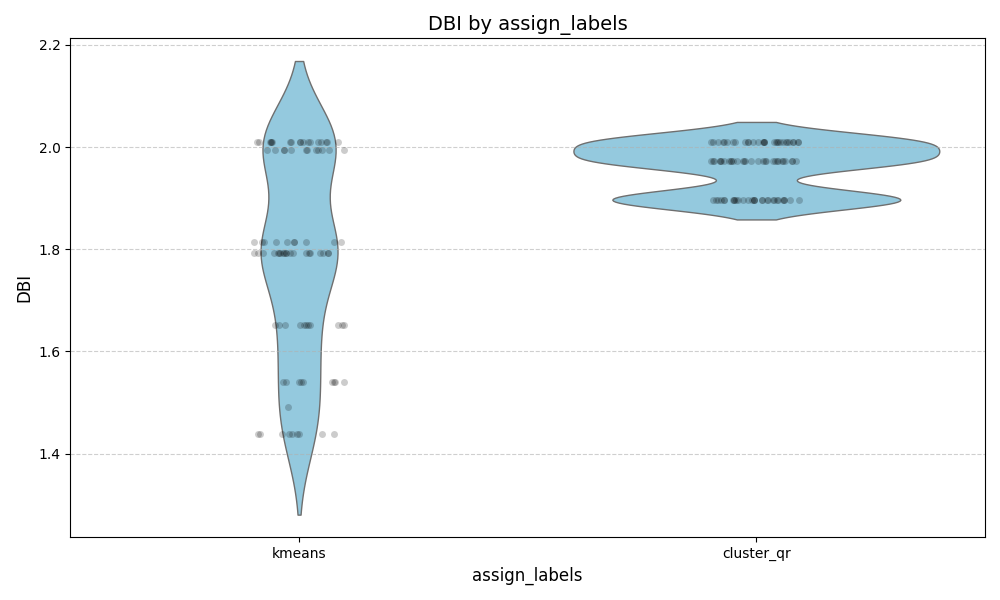 DBI by assign_labels
2.2
2.0
1.8
1.6
1.4
DBI
kmeans
cluster_qr
assign_labels